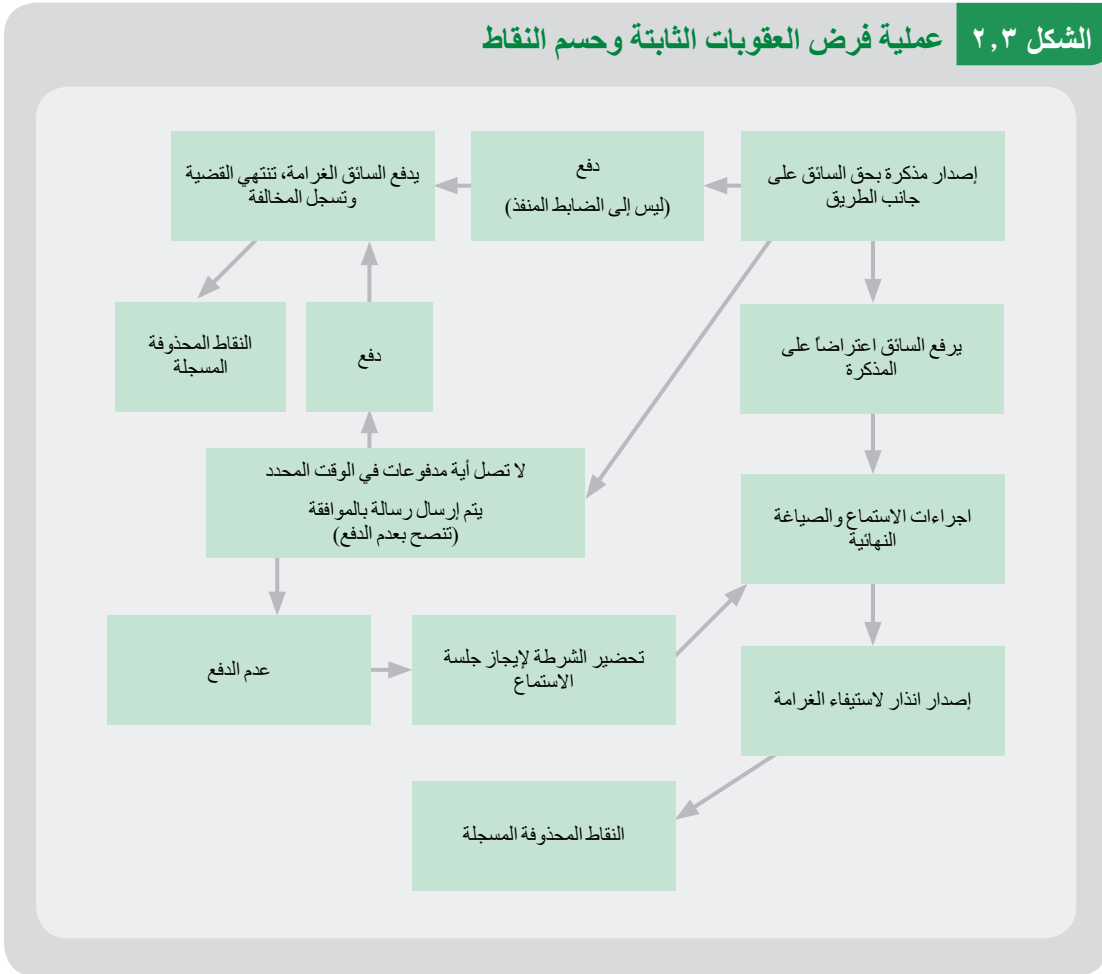 الشكل ٢,٣ عملية فرض العقوبات الثابتة وحسم النقاط
إصدار مذكرة بحق السائق على
جانب الطريق
دفع
(ليس إلى الضابط المنفذ)
يدفع السائق الغرامة، تنتهي القضية
وتسجل المخالفة
يرفع السائق اعتراضاً على
المذكرة
دفع
النقاط المحذوفة
المسجلة
لا تصل أية مدفوعات في الوقت المحدد
يتم إرسال رسالة بالموافقة
(تنصح بعدم الدفع)
اجراءات الاستماع والصياغة
النهائية
عدم الدفع
تحضير الشرطة لإيجاز جلسة
الاستماع
إصدار انذار لاستيفاء الغرامة
النقاط المحذوفة المسجلة